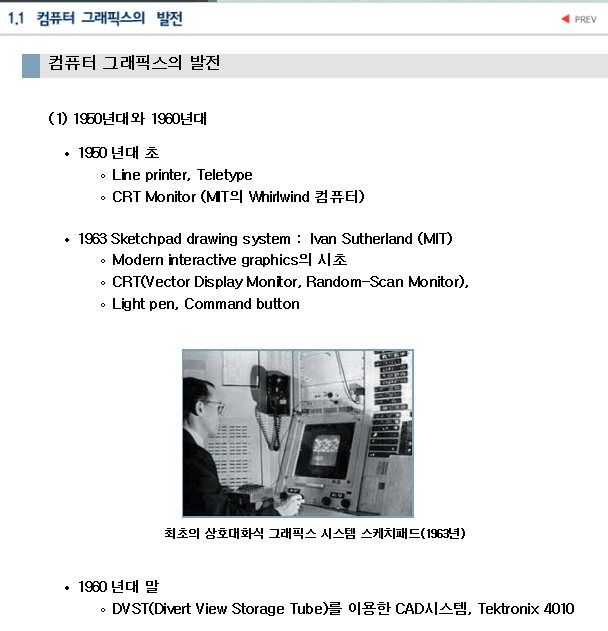 1.1 컴퓨터 그래픽스의 발전
PREV
컴퓨터 그래픽스의 발전
(1) 1950년대와 1960년대
• 1950 년대 초
◦ Line printer, Teletype
◦ CRT Monitor (MIT의 Whirlwind 컴퓨터)
• 1963 Sketchpad drawing system : Ivan Sutherland (MIT)
◦ Modern interactive graphics의 시초
◦ CRT(Vector Display Monitor, Random-Scan Monitor),
◦ Light pen, Command button
최초의 상호대화식 그래픽스 시스템 스케치패드(1963년)
• 1960 년대 말
◦ DVST(Divert View Storage Tube)를 이용한 CAD시스템, Tektronix 4010